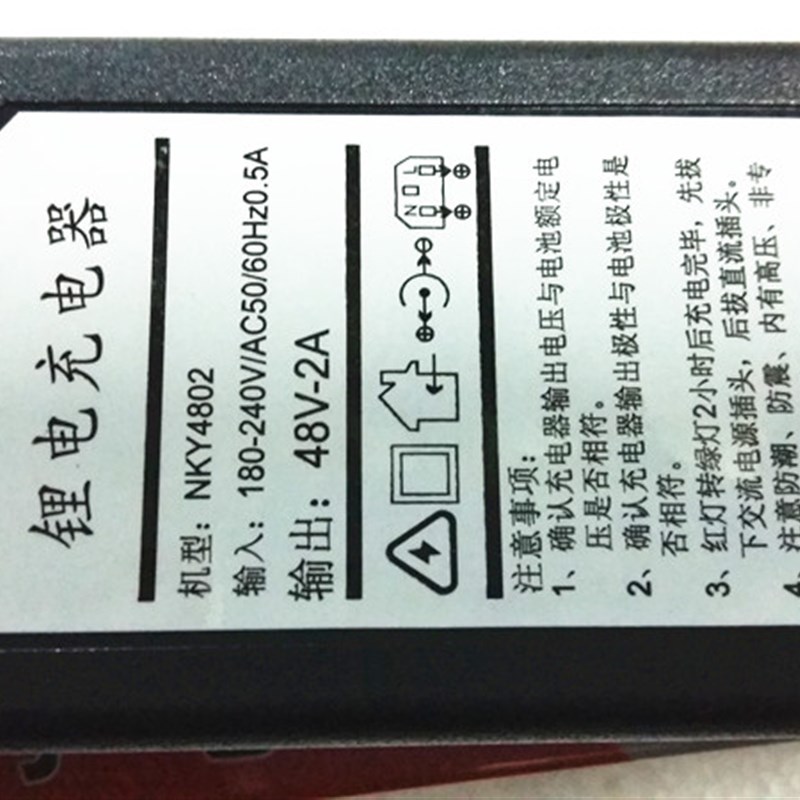 锂电充电器
机型：NKY4802
输入：180-240V/AC50/60Hz0.5A
输出：48V-2A
N L
注意事项：
1、确认充电器输出电压与电池额定电
压是否相符。
2、确认充电器输出极性与电池极性是
否相符。
3、红灯转绿灯2小时后充电完毕，先拔
下交流电源插头，后拔直流插头。
4、注意防潮、防震、内有高压、非专